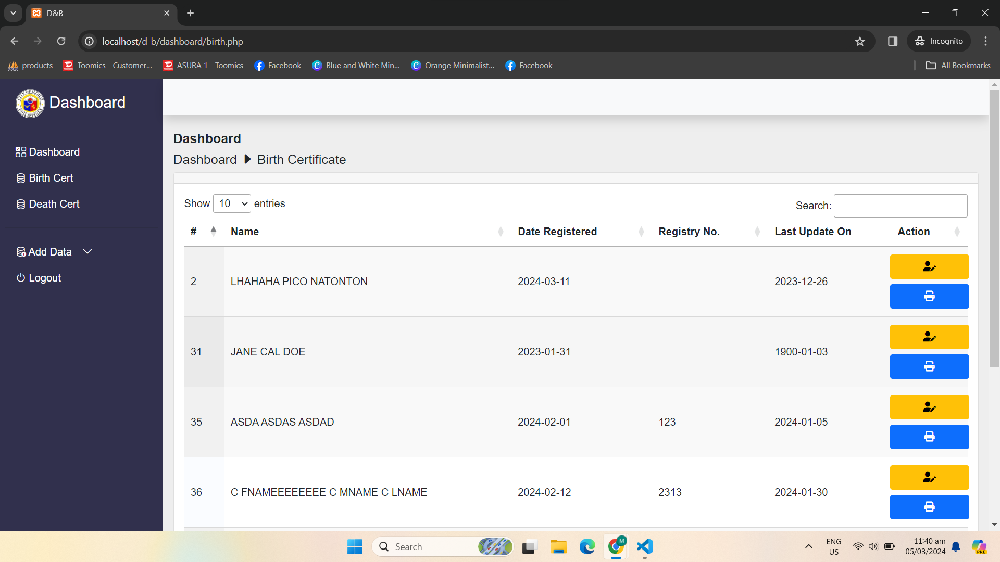 D&B
localhost/d-b/dashboard/birth.php
Incognito
products
Toomics - Customer...
ASURA 1 - Toomics
Facebook
Blue and White Min...
Orange Minimalist...
Facebook
All Bookmarks
CITY OF ILOILO
PHILIPPINES
Dashboard
Dashboard
Birth Cert
Death Cert
Add Data
Logout
Dashboard
Dashboard Birth Certificate
Show 10 entries
Search:
# Name Date Registered Registry No. Last Update On Action
2 LHAHAHA PICO NATONTON 2024-03-11 2023-12-26
31 JANE CAL DOE 2023-01-31 1900-01-03
35 ASDA ASDAS ASDAD 2024-02-01 123 2024-01-05
36 C FNAMEEEEEEEE C MNAME C LNAME 2024-02-12 2313 2024-01-30
Search
M
ENG
US
11:40 am
05/03/2024
PRE